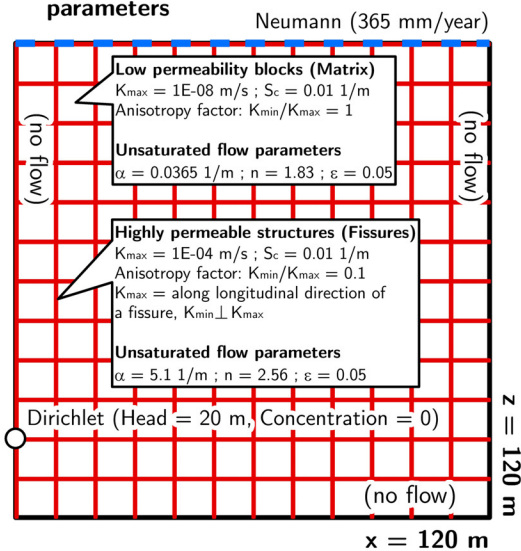 parameters
Neumann (365 mm/year)
Low permeability blocks (Matrix)
Kmax = 1E-08 m/s ; Sc = 0.01 1/m
Anisotropy factor: Kmin/Kmax = 1
Unsaturated flow parameters
α = 0.0365 1/m ; n = 1.83 ; ε = 0.05
(no flow)
(no flow)
Highly permeable structures (Fissures)
Kmax = 1E-04 m/s ; Sc = 0.01 1/m
Anisotropy factor: Kmin/Kmax = 0.1
Kmax = along longitudinal direction of
a fissure, Kmin⊥Kmax
Unsaturated flow parameters
α = 5.1 1/m ; n = 2.56 ; ε = 0.05
Dirichlet (Head = 20 m, Concentration = 0)
z = 120 m
(no flow)
x = 120 m